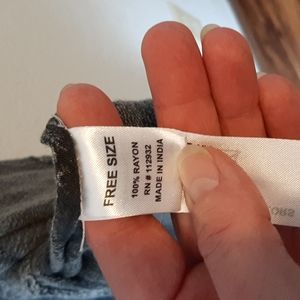 FREE SIZE
100% RAYON
RN # 112932
MADE IN INDIA